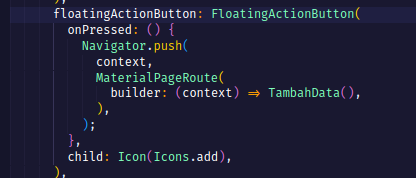 floatingActionButton: FloatingActionButton(
onPressed: () {
Navigator.push(
context,
MaterialPageRoute(
builder: (context) => TambahData(),
),
);
},
child: Icon(Icons.add),
),